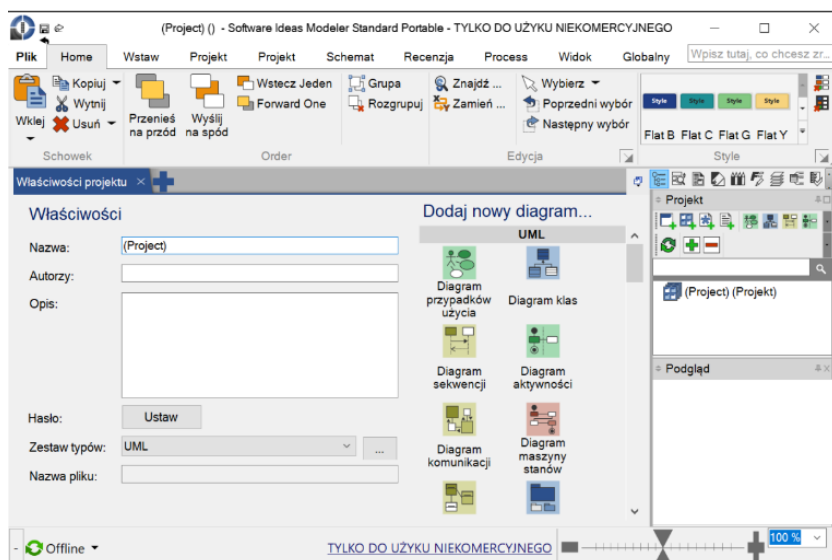 (Project) () - Software Ideas Modeler Standard Portable - TYLKO DO UŻYKU NIEKOMERCYJNEGO
Plik Home Wstaw Projekt Projekt Schemat Recenzja Process Widok Globalny Wpisz tutaj, co chcesz zr...
Wklej
Kopiuj
Wytnij
Usuń
Schowek
Przenieś na przód
Wyślij na spód
Wstecz Jeden
Forward One
Order
Grupa
Rozgrupuj
Znajdź ...
Zamień ...
Wybierz
Poprzedni wybór
Następny wybór
Edycja
Style Style Style Style
Flat B Flat C Flat G Flat Y
Style
Właściwości projektu
Właściwości
Nazwa: (Project)
Autorzy:
Opis:
Hasło: Ustaw
Zestaw typów: UML ...
Nazwa pliku:
Dodaj nowy diagram...
UML
Diagram
przypadków
użycia
Diagram klas
Diagram
sekwencji
Diagram
aktywności
Diagram
komunikacji
Diagram
maszyny
stanów
Projekt
(Project) (Projekt)
Podgląd
Offline
TYLKO DO UŻYKU NIEKOMERCYJNEGO
100 %